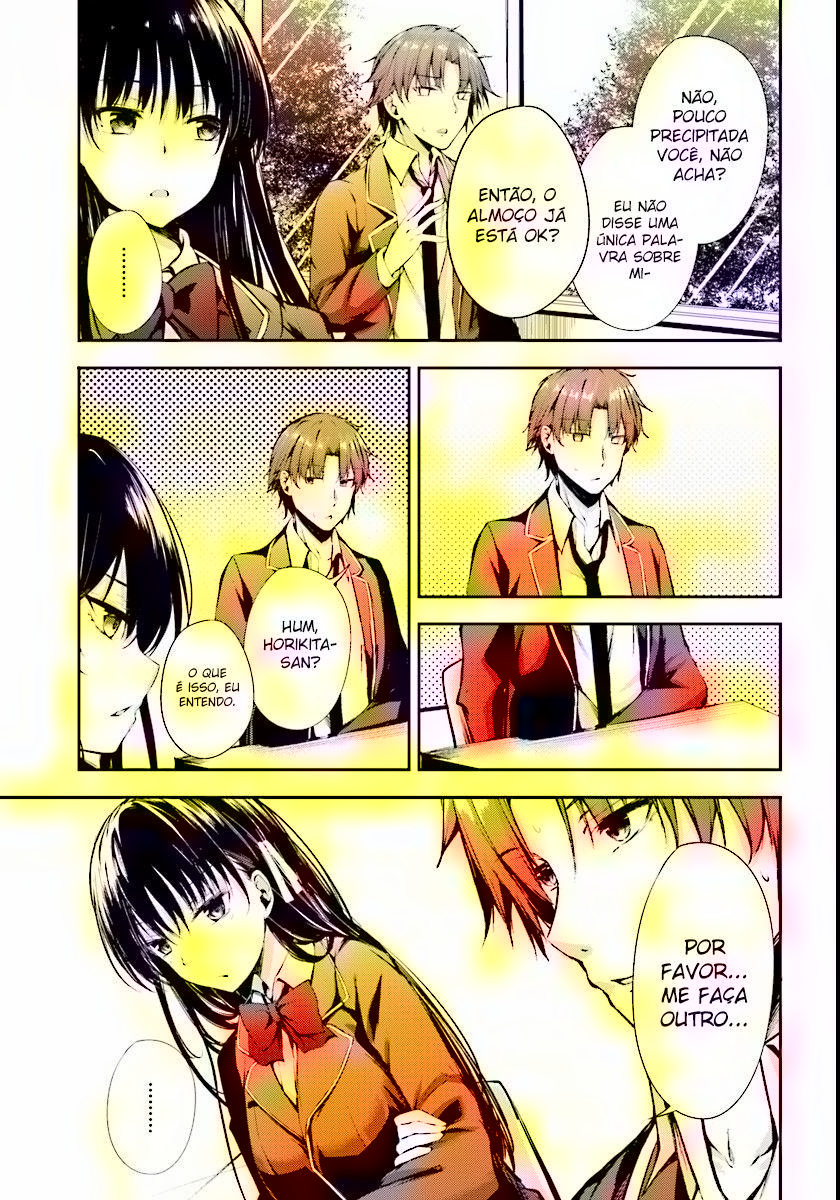 NÃO,
POUCO
PRECIPITADA
VOCÊ, NÃO
ACHA?
EU NÃO
DISSE UMA
ÚNICA PALA-
VRA SOBRE
MI-
ENTÃO, O
ALMOÇO JÁ
ESTÁ OK?
........
HUM,
HORIKITA-
SAN?
O QUE
É ISSO, EU
ENTENDO.
POR
FAVOR...
ME FAÇA
OUTRO...
........